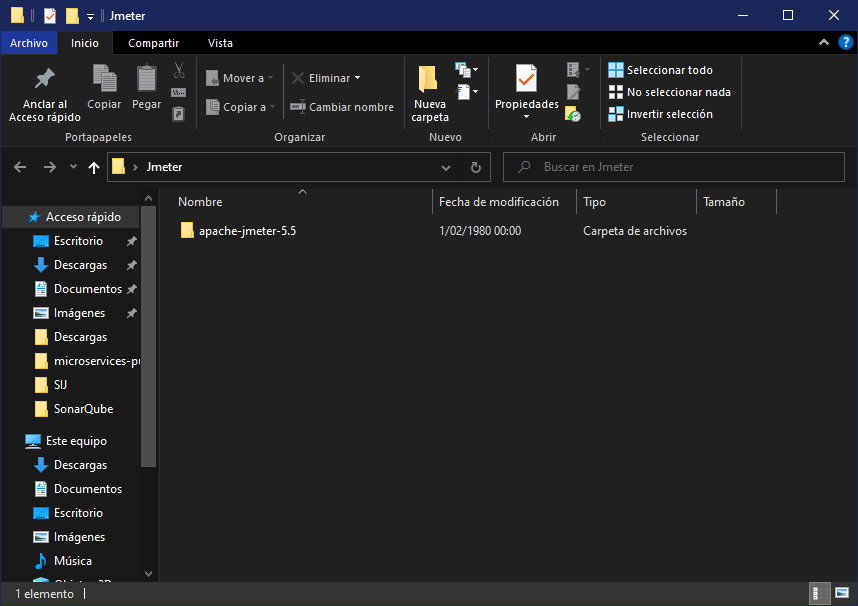 Jmeter
Archivo Inicio Compartir Vista
Anclar al Acceso rápido
Copiar
Pegar
Mover a
Copiar a
Eliminar
Cambiar nombre
Nueva carpeta
Propiedades
Seleccionar todo
No seleccionar nada
Invertir selección
Portapapeles Organizar Nuevo Abrir Seleccionar
Jmeter
Buscar en Jmeter
Nombre Fecha de modificación Tipo Tamaño
apache-jmeter-5.5 1/02/1980 00:00 Carpeta de archivos
Acceso rápido
Escritorio
Descargas
Documentos
Imágenes
Descargas
microservices-p
SIJ
SonarQube
Este equipo
Descargas
Documentos
Escritorio
Imágenes
Música
1 elemento